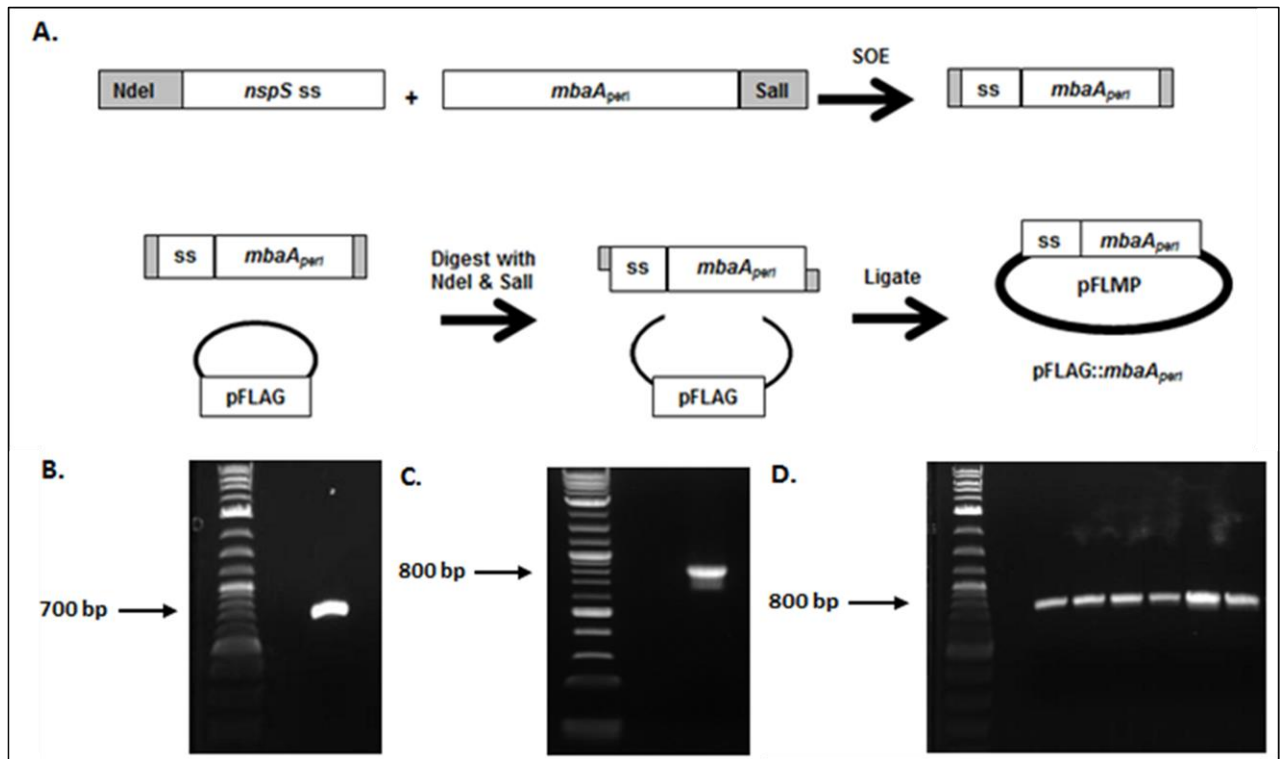 A.
NdeI nspS ss + mbaAperi SalI
SOE
ss mbaAperi
ss mbaAperi
pFLAG
Digest with
NdeI & SalI
ss mbaAperi
pFLAG
Ligate
ss mbaAperi
pFLMP
pFLAG::mbaAperi
B.
700 bp
C.
800 bp
D.
800 bp